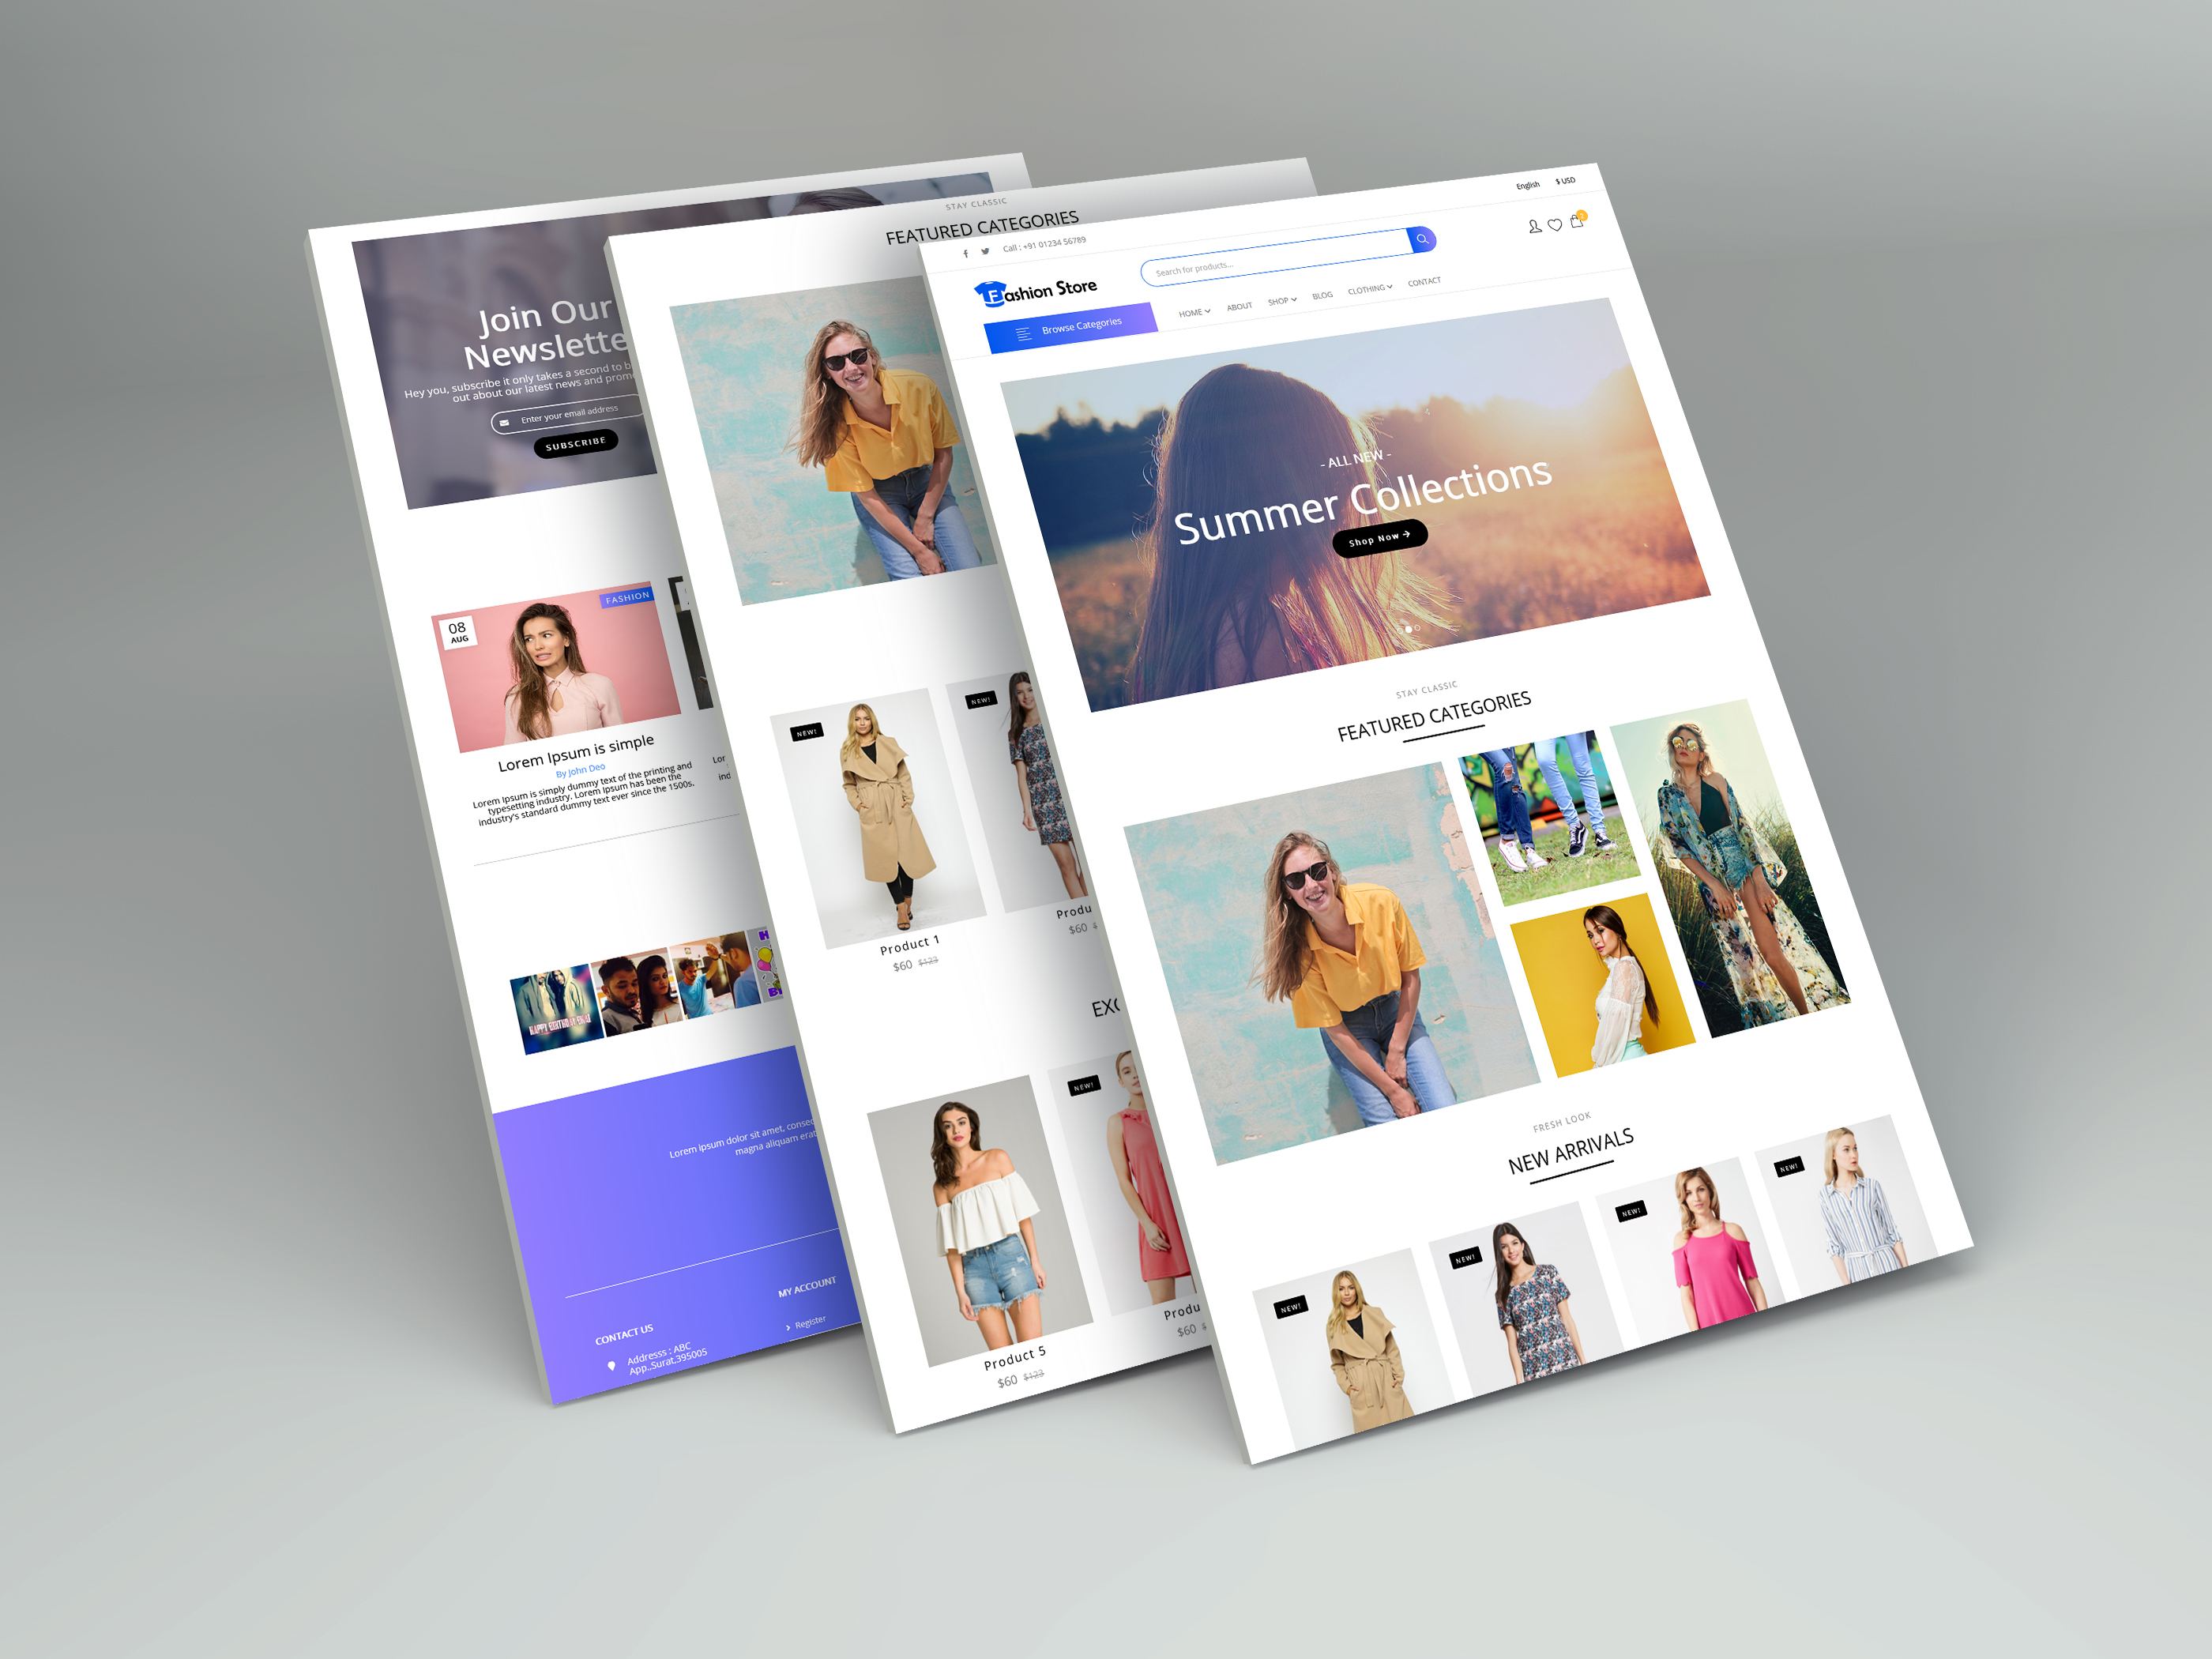 Join Our
Newslette
Hey you, subscribe it only takes a second to b
out about our latest news and prom
Enter your email address
SUBSCRIBE
08
AUG
FASHION
Lorem Ipsum is simple
By John Deo
Lorem Ipsum is simply dummy text of the printing and
typesetting industry. Lorem Ipsum has been the
industry's standard dummy text ever since the 1500s.
Lor
ind
HAPPY BIRTHDAY
Lorem ipsum dolor sit amet, consec
magna aliquam erat
MY ACCOUNT
Register
CONTACT US
Addresss : ABC
App.,Surat,395005
STAY CLASSIC
FEATURED CATEGORIES
NEW!
NEW!
Product 1
$60 $123
Produ
$60 $
EXC
NEW!
Product 5
$60 $123
Produ
$60 $
English $ USD
Call : +91 01234 56789
Fashion Store
Search for products...
Browse Categories
HOME ABOUT SHOP BLOG CLOTHING CONTACT
- ALL NEW -
Summer Collections
Shop Now
STAY CLASSIC
FEATURED CATEGORIES
FRESH LOOK
NEW ARRIVALS
NEW!
NEW!
NEW!
NEW!